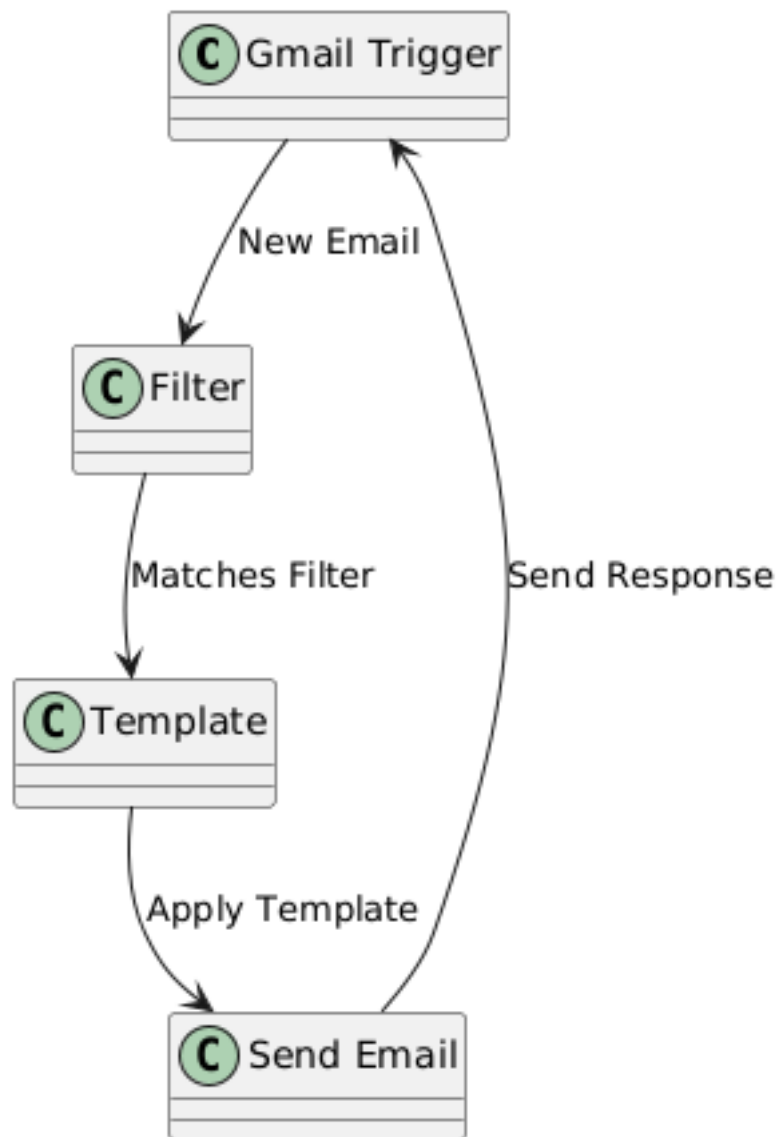 C Gmail Trigger
New Email
C Filter
Matches Filter
Send Response
C Template
Apply Template
C Send Email